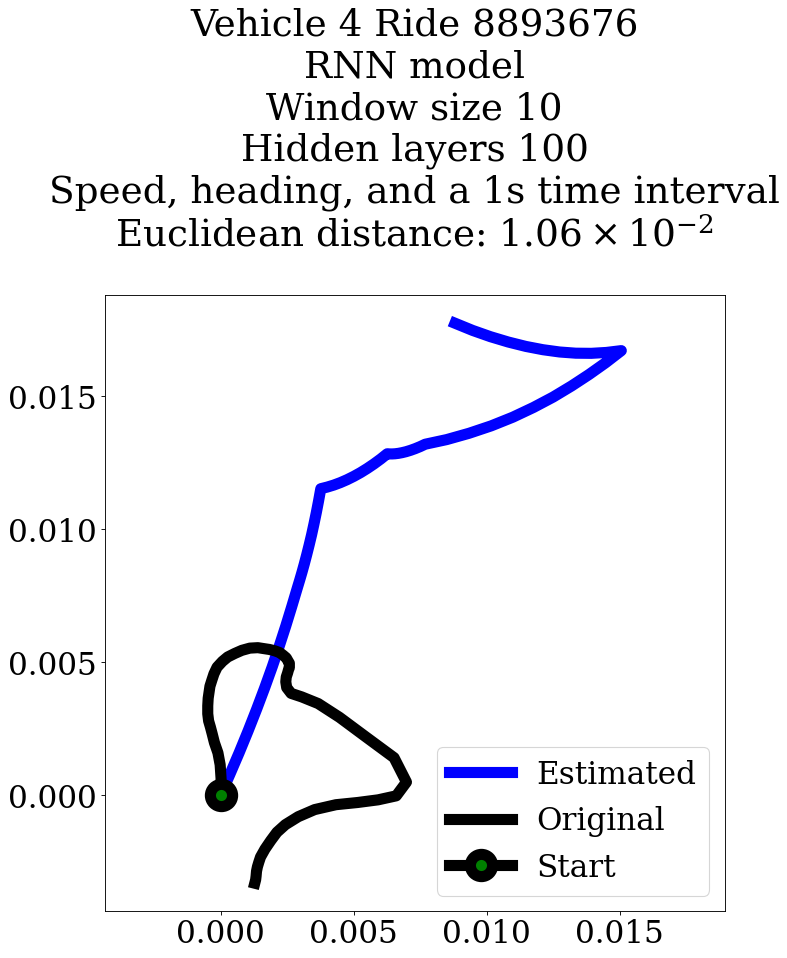 Vehicle 4 Ride 8893676
RNN model
Window size 10
Hidden layers 100
Speed, heading, and a 1s time interval
Euclidean distance: 1.06 × 10⁻²
0.015
0.010
0.005
0.000
Estimated
Original
Start
0.000 0.005 0.010 0.015